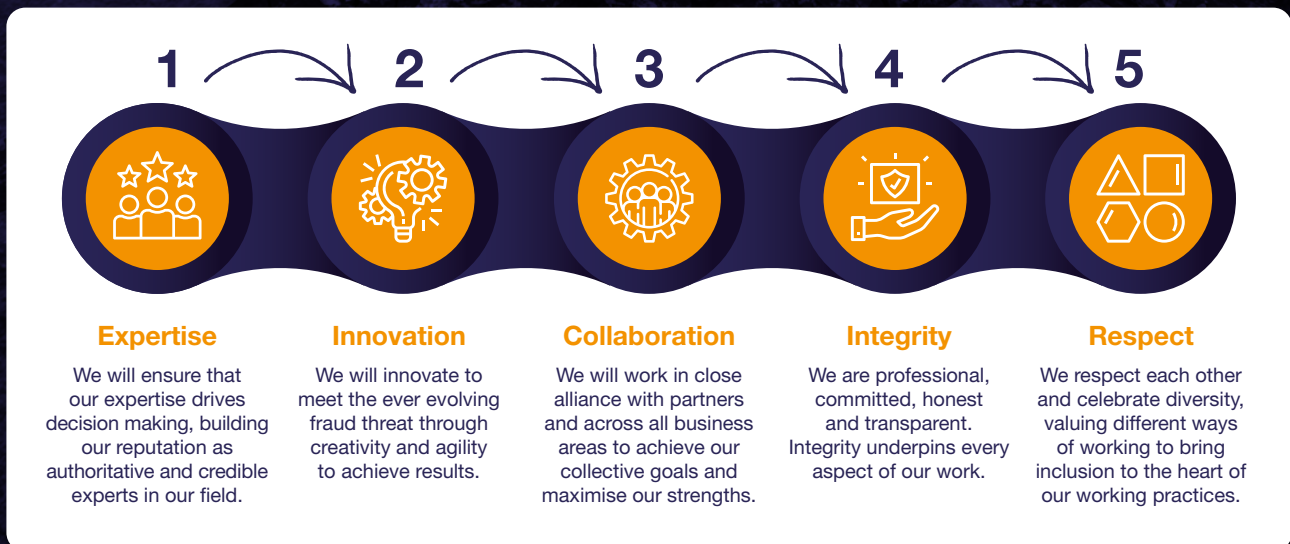 1
2
3
4
5
Expertise
We will ensure that
our expertise drives
decision making, building
our reputation as
authoritative and credible
experts in our field.
Innovation
We will innovate to
meet the ever evolving
fraud threat through
creativity and agility
to achieve results.
Collaboration
We will work in close
alliance with partners
and across all business
areas to achieve our
collective goals and
maximise our strengths.
Integrity
We are professional,
committed, honest
and transparent.
Integrity underpins every
aspect of our work.
Respect
We respect each other
and celebrate diversity,
valuing different ways
of working to bring
inclusion to the heart of
our working practices.